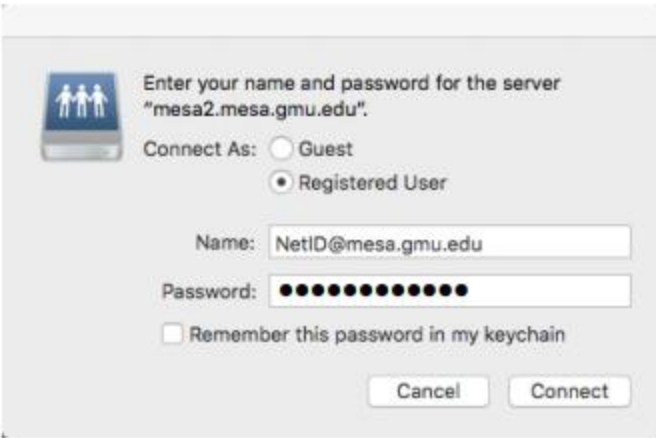 Enter your name and password for the server
"mesa2.mesa.gmu.edu".
Connect As: Guest
Registered User
Name: NetID@mesa.gmu.edu
Password: ●●●●●●●●●●●●
Remember this password in my keychain
Cancel Connect